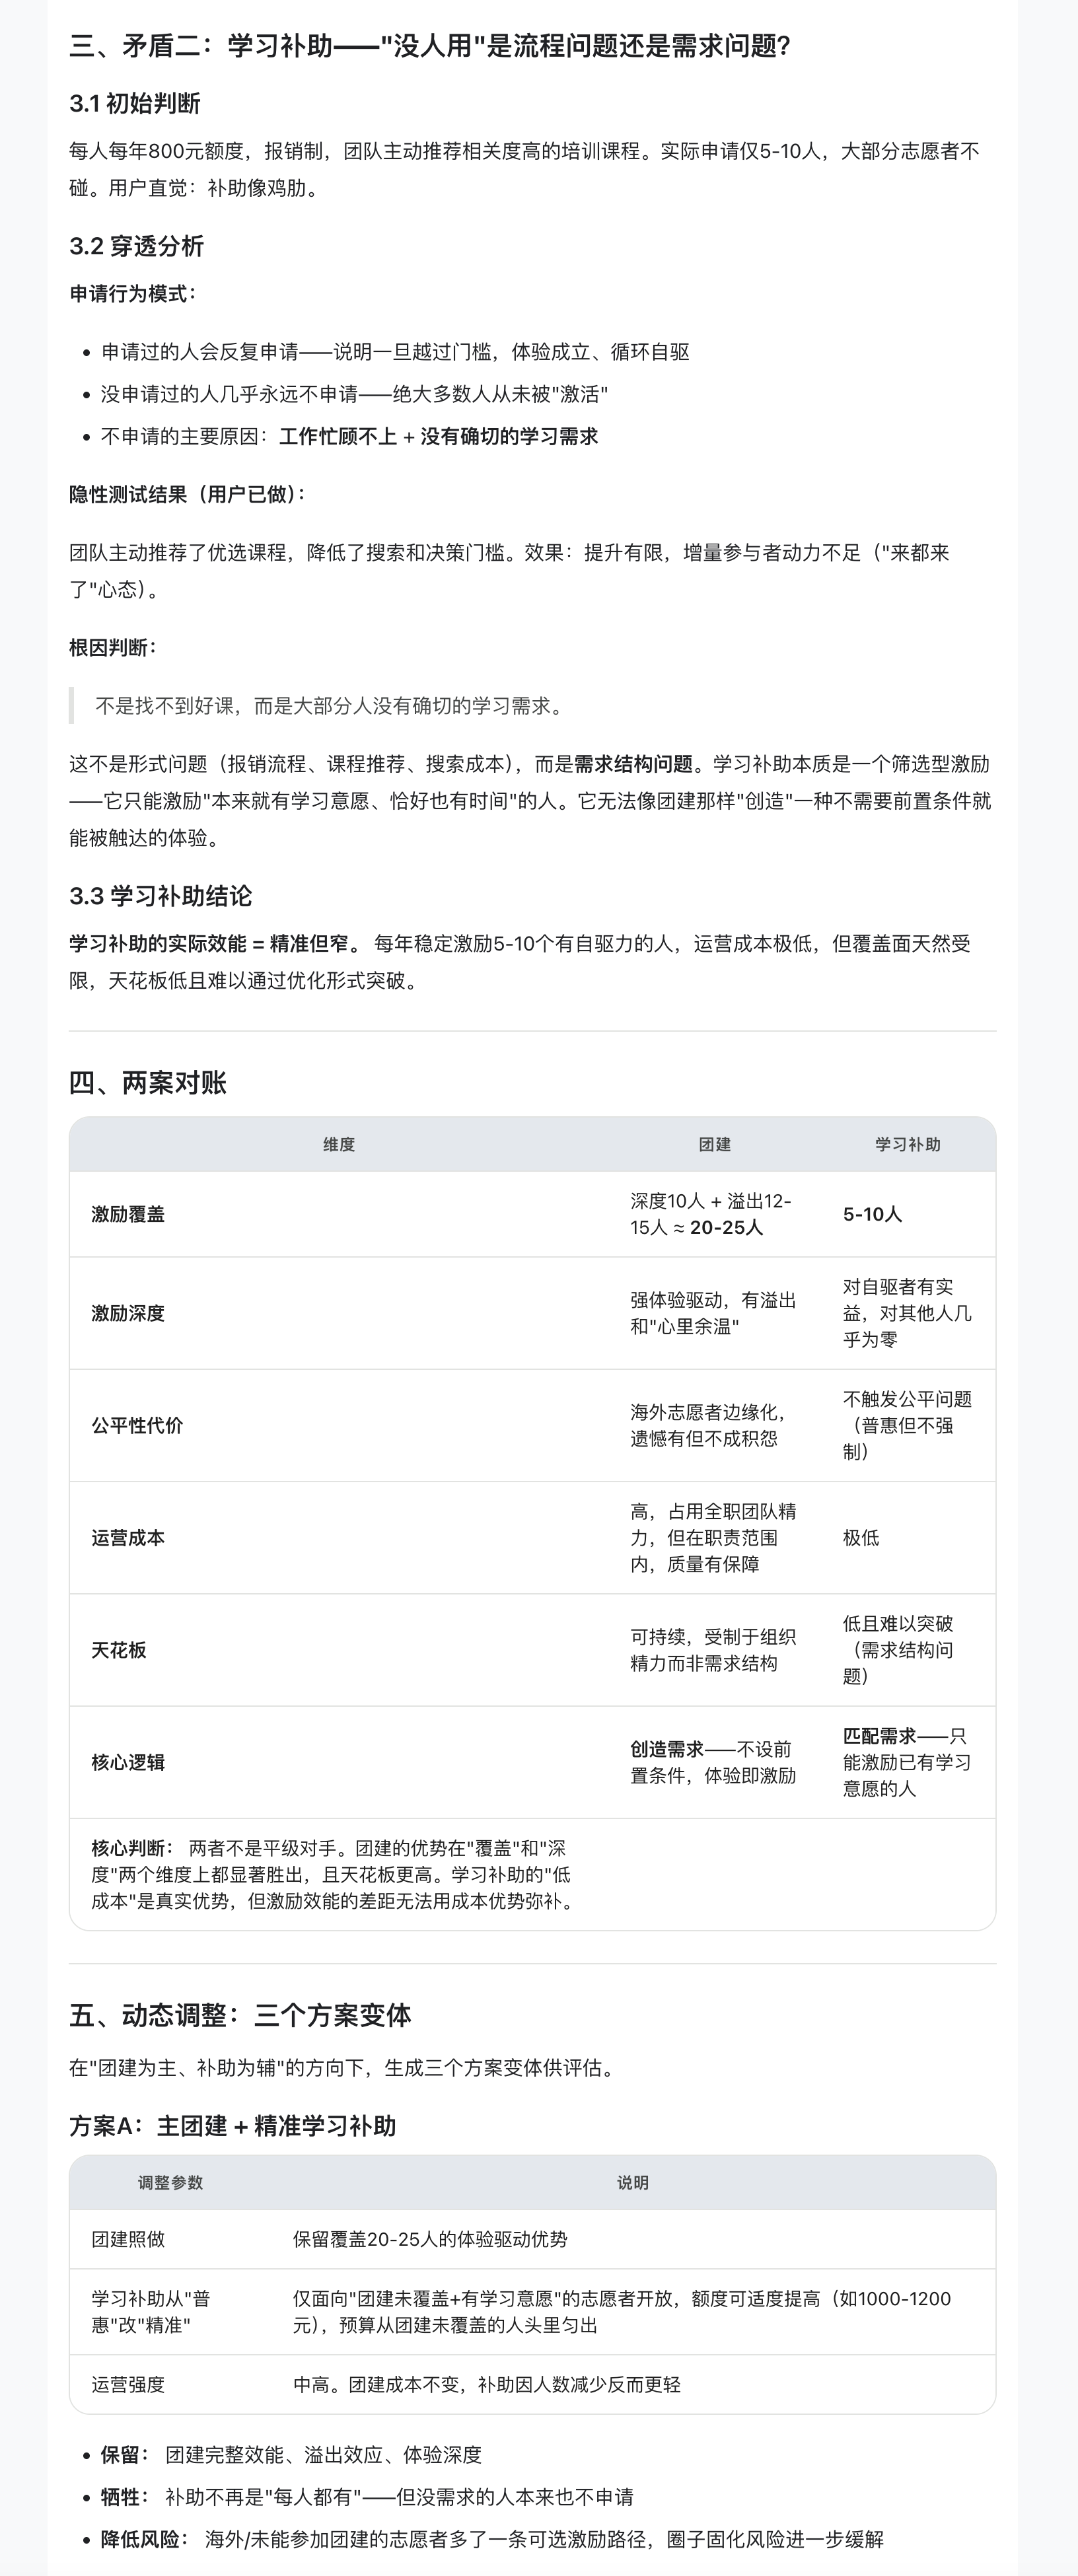 三、矛盾二：学习补助——"没人用"是流程问题还是需求问题?
3.1 初始判断
每人每年800元额度，报销制，团队主动推荐相关度高的培训课程。实际申请仅5-10人，大部分志愿者不
碰。用户直觉：补助像鸡肋。
3.2 穿透分析
申请行为模式：
• 申请过的人会反复申请——说明一旦越过门槛，体验成立、循环自驱
• 没申请过的人几乎永远不申请——绝大多数人从未被"激活"
• 不申请的主要原因：工作忙顾不上 + 没有确切的学习需求
隐性测试结果（用户已做）：
团队主动推荐了优选课程，降低了搜索和决策门槛。效果：提升有限，增量参与者动力不足（"来都来
了"心态）。
根因判断：
不是找不到好课，而是大部分人没有确切的学习需求。
这不是形式问题（报销流程、课程推荐、搜索成本），而是需求结构问题。学习补助本质是一个筛选型激励
——它只能激励"本来就有学习意愿、恰好也有时间"的人。它无法像团建那样"创造"一种不需要前置条件就
能被触达的体验。
3.3 学习补助结论
学习补助的实际效能 = 精准但窄。 每年稳定激励5-10个有自驱力的人，运营成本极低，但覆盖面天然受
限，天花板低且难以通过优化形式突破。
四、两案对账
维度 团建 学习补助
激励覆盖
深度10人 + 溢出12-
15人 ≈ 20-25人
5-10人
激励深度
强体验驱动，有溢出
和"心里余温"
对自驱者有实
益，对其他人几
乎为零
公平性代价
海外志愿者边缘化，
遗憾有但不成积怨
不触发公平问题
（普惠但不强
制）
运营成本
高，占用全职团队精
力，但在职责范围
内，质量有保障
极低
天花板
可持续，受制于组织
精力而非需求结构
低且难以突破
（需求结构问
题）
核心逻辑
创造需求——不设前
置条件，体验即激励
匹配需求——只
能激励已有学习
意愿的人
核心判断： 两者不是平级对手。团建的优势在"覆盖"和"深
度"两个维度上都显著胜出，且天花板更高。学习补助的"低
成本"是真实优势，但激励效能的差距无法用成本优势弥补。
五、动态调整：三个方案变体
在"团建为主、补助为辅"的方向下，生成三个方案变体供评估。
方案A：主团建 + 精准学习补助
调整参数 说明
团建照做 保留覆盖20-25人的体验驱动优势
学习补助从"普
惠"改"精准"
仅面向"团建未覆盖+有学习意愿"的志愿者开放，额度可适度提高（如1000-1200
元），预算从团建未覆盖的人头里匀出
运营强度 中高。团建成本不变，补助因人数减少反而更轻
• 保留： 团建完整效能、溢出效应、体验深度
• 牺牲： 补助不再是"每人都有"——但没需求的人本来也不申请
• 降低风险： 海外/未能参加团建的志愿者多了一条可选激励路径，圈子固化风险进一步缓解